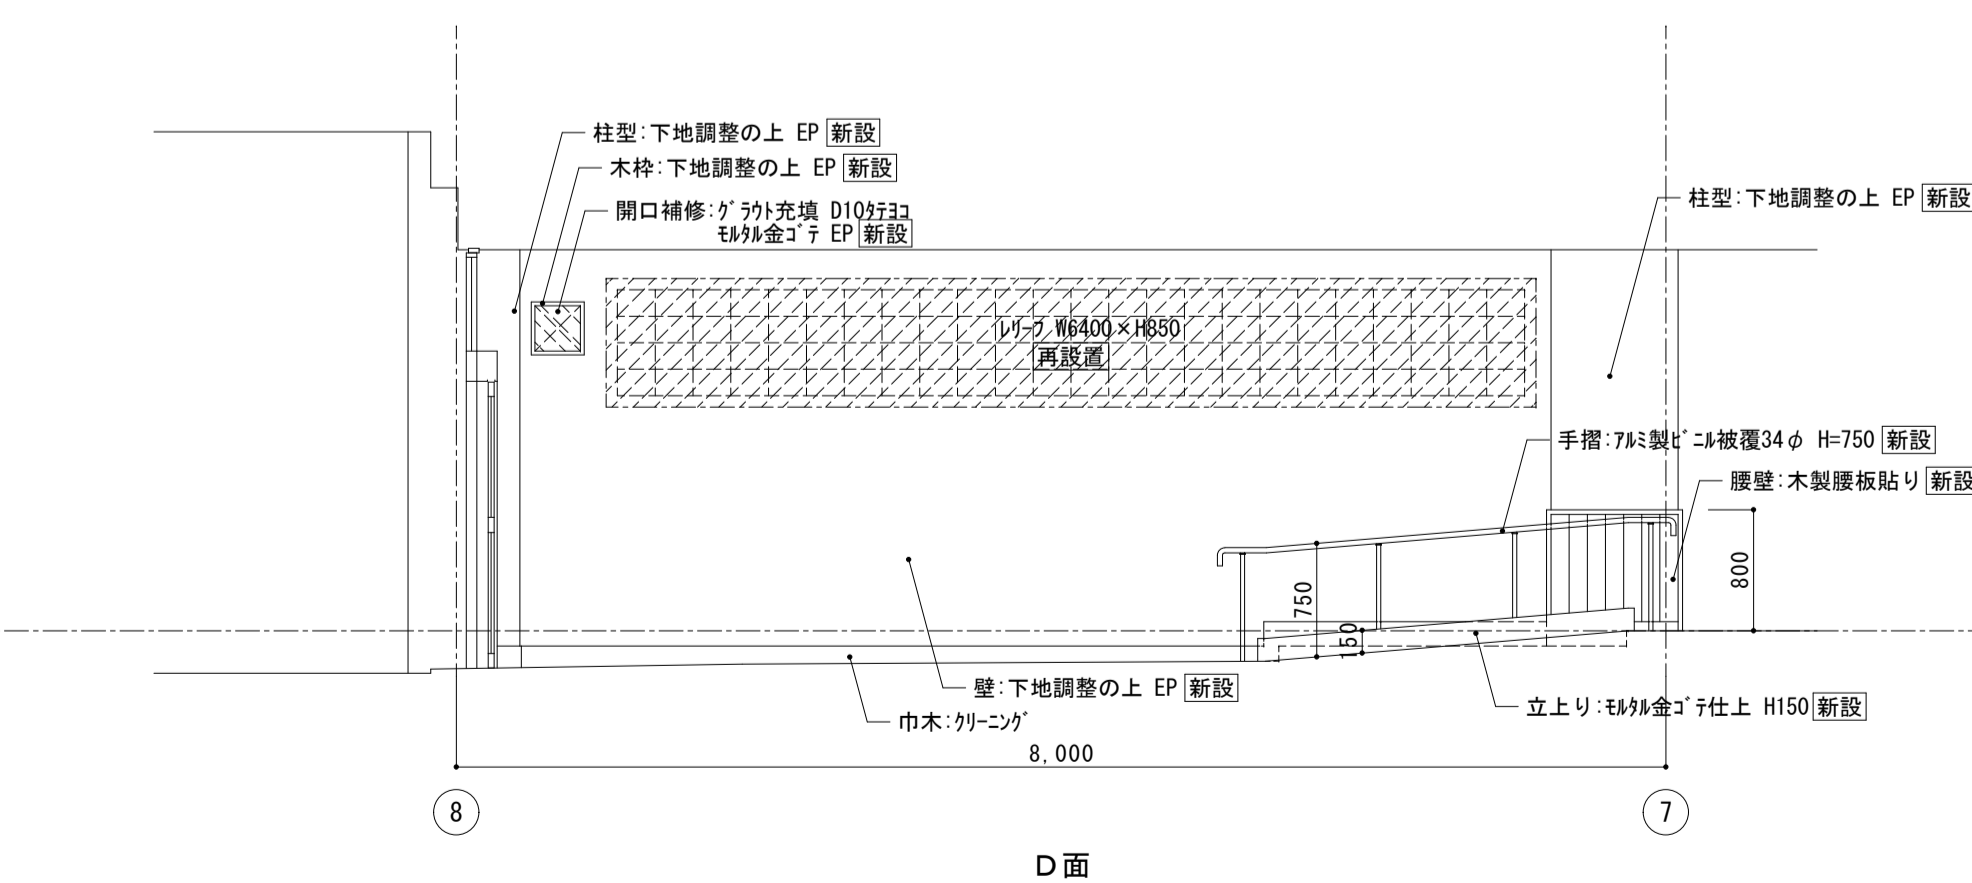 柱型:下地調整の上 EP 新設
木枠:下地調整の上 EP 新設
開口補修:グラウト充填 D10タテヨコ
モルタル金ゴテ EP 新設
柱型:下地調整の上 EP 新設
レリーフ W6400×H850
再設置
手摺:アルミ製ビニル被覆34φ H=750 新設
腰壁:木製腰板貼り 新設
800
750
150
壁:下地調整の上 EP 新設
巾木:クリーニング
立上り:モルタル金ゴテ仕上 H150 新設
8,000
8
7
D面